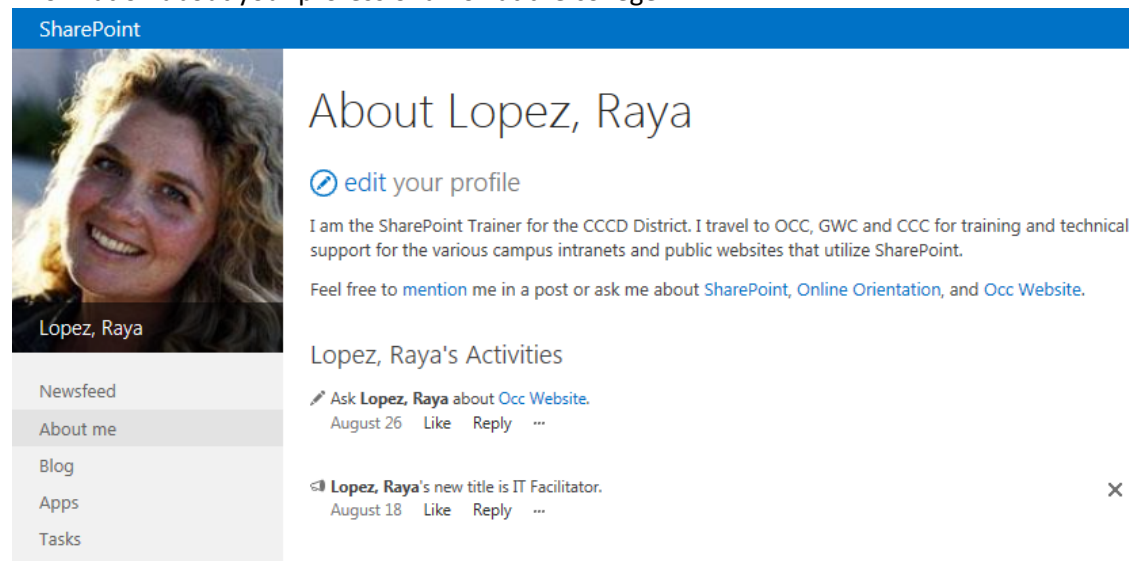 SharePoint
About Lopez, Raya
edit your profile
I am the SharePoint Trainer for the CCCD District. I travel to OCC, GWC and CCC for training and technical
support for the various campus intranets and public websites that utilize SharePoint.
Feel free to mention me in a post or ask me about SharePoint, Online Orientation, and Occ Website.
Lopez, Raya
Newsfeed
About me
Blog
Apps
Tasks
Lopez, Raya's Activities
Ask Lopez, Raya about Occ Website.
August 26 Like Reply ...
Lopez, Raya's new title is IT Facilitator.
August 18 Like Reply ...